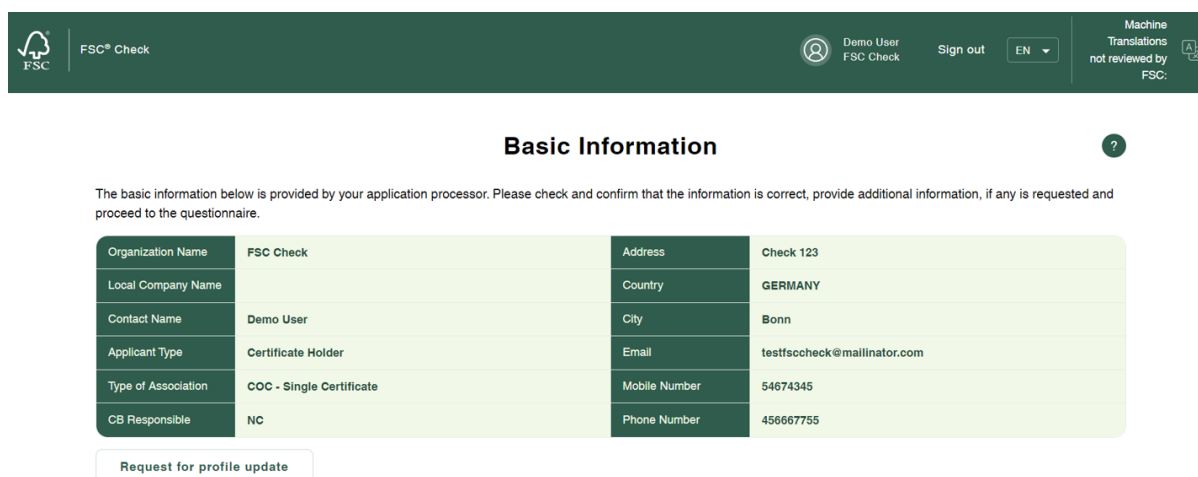 FSC
FSC® Check
Demo User
FSC Check
Sign out
EN
Machine
Translations
not reviewed by
FSC:
Basic Information
?
The basic information below is provided by your application processor. Please check and confirm that the information is correct, provide additional information, if any is requested and
proceed to the questionnaire.
Organization Name FSC Check Address Check 123
Local Company Name Country GERMANY
Contact Name Demo User City Bonn
Applicant Type Certificate Holder Email testfsccheck@mailinator.com
Type of Association COC - Single Certificate Mobile Number 54674345
CB Responsible NC Phone Number 456667755
Request for profile update